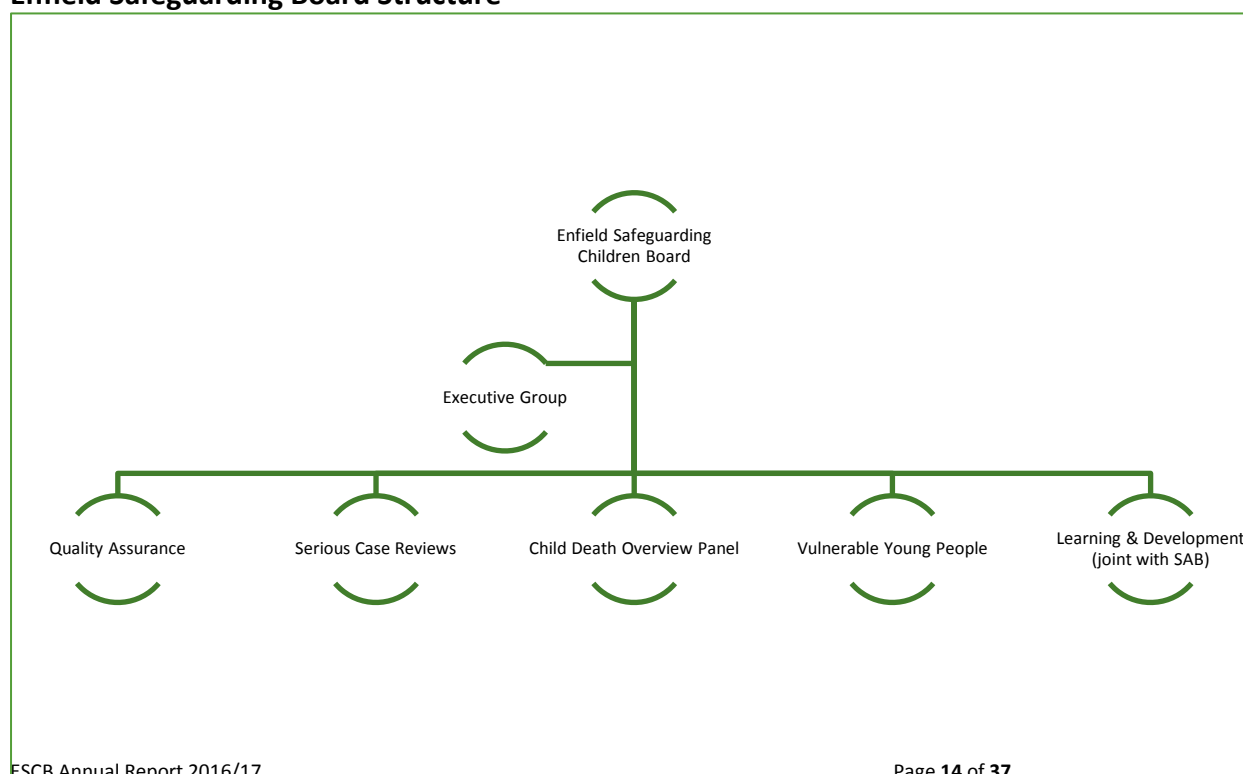 Enfield Safeguarding Board Structure
Enfield Safeguarding
Children Board
Executive Group
Quality Assurance
Serious Case Reviews
Child Death Overview Panel
Vulnerable Young People
Learning & Development
(joint with SAB)
ESCB Annual Report 2016/17
Page 14 of 37